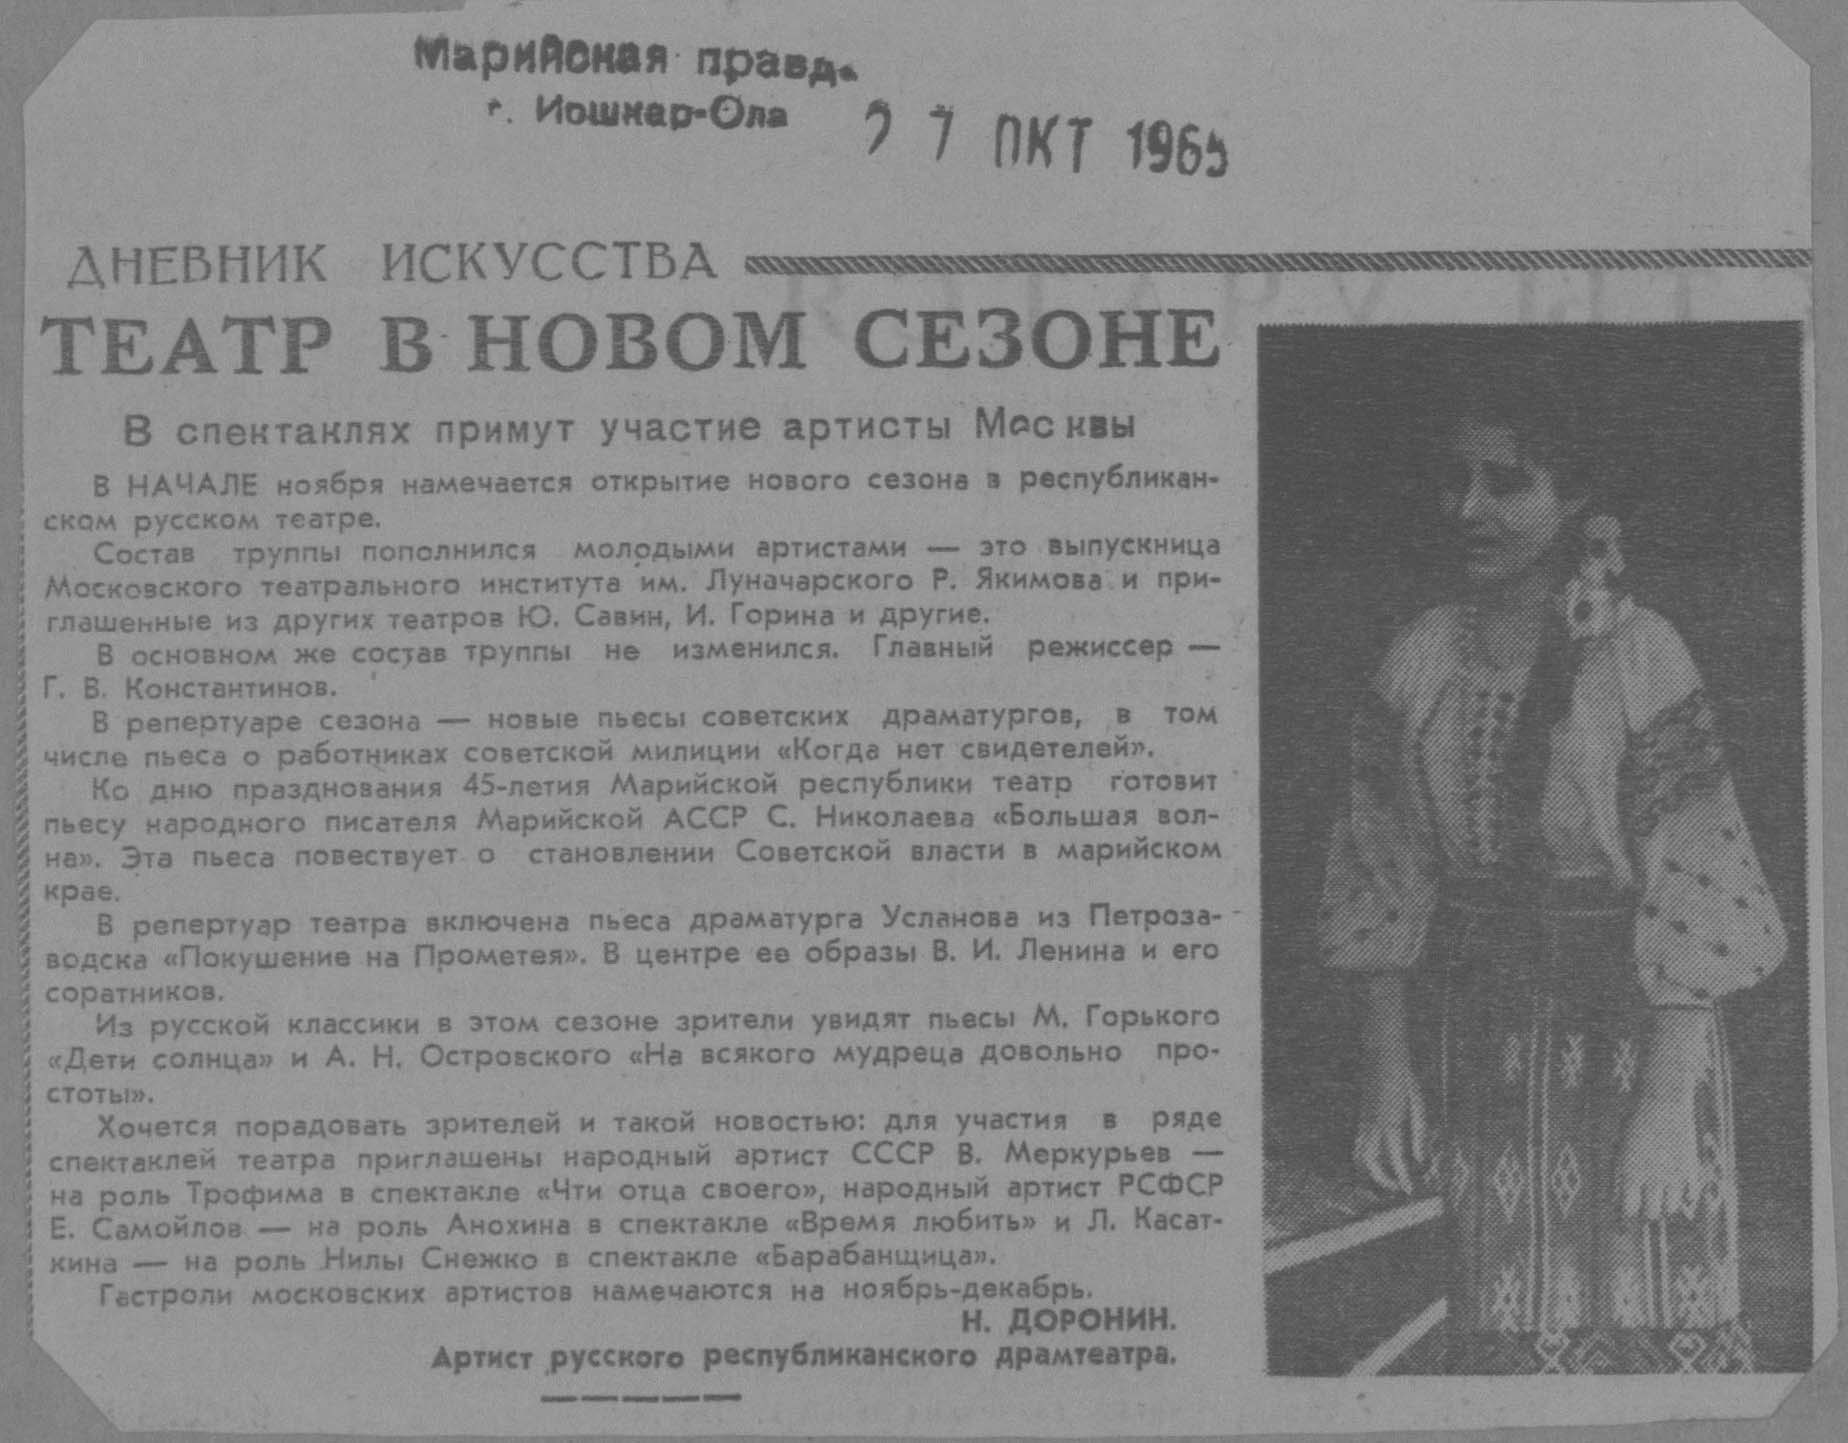 Марийская правда
г. Йошкар-Ола 27 ОКТ 1965
ДНЕВНИК ИСКУССТВА
ТЕАТР В НОВОМ СЕЗОНЕ
В спектаклях примут участие артисты Москвы
В НАЧАЛЕ ноября намечается открытие нового сезона в республикан-
ском русском театре.
Состав труппы пополнился молодыми артистами — это выпускница
Московского театрального института им. Луначарского Р. Якимова и при-
глашенные из других театров Ю. Савин, И. Горина и другие.
В основном же состав труппы не изменился. Главный режиссер —
Г. В. Константинов.
В репертуаре сезона — новые пьесы советских драматургов, в том
числе пьеса о работниках советской милиции «Когда нет свидетелей».
Ко дню празднования 45-летия Марийской республики театр готовит
пьесу народного писателя Марийской АССР С. Николаева «Большая вол-
на». Эта пьеса повествует о становлении Советской власти в марийском
крае.
В репертуар театра включена пьеса драматурга Усланова из Петроза-
водска «Покушение на Прометея». В центре ее образы В. И. Ленина и его
соратников.
Из русской классики в этом сезоне зрители увидят пьесы М. Горького
«Дети солнца» и А. Н. Островского «На всякого мудреца довольно про-
стоты».
Хочется порадовать зрителей и такой новостью: для участия в ряде
спектаклей театра приглашены народный артист СССР В. Меркурьев —
на роль Трофима в спектакле «Чти отца своего», народный артист РСФСР
Е. Самойлов — на роль Анохина в спектакле «Время любить» и Л. Касат-
кина — на роль Нилы Снежко в спектакле «Барабанщица».
Гастроли московских артистов намечаются на ноябрь-декабрь.
Н. ДОРОНИН.
Артист русского республиканского драмтеатра.